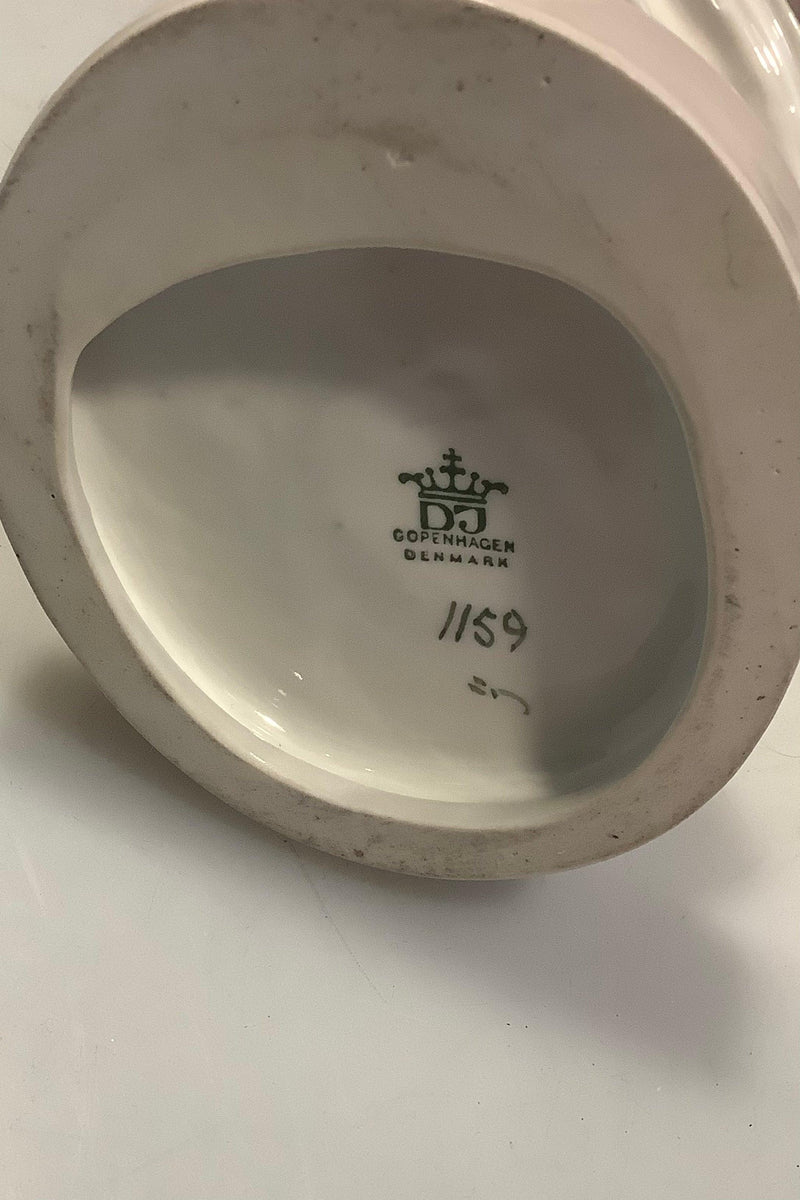 DJ
COPENHAGEN
DENMARK
1159